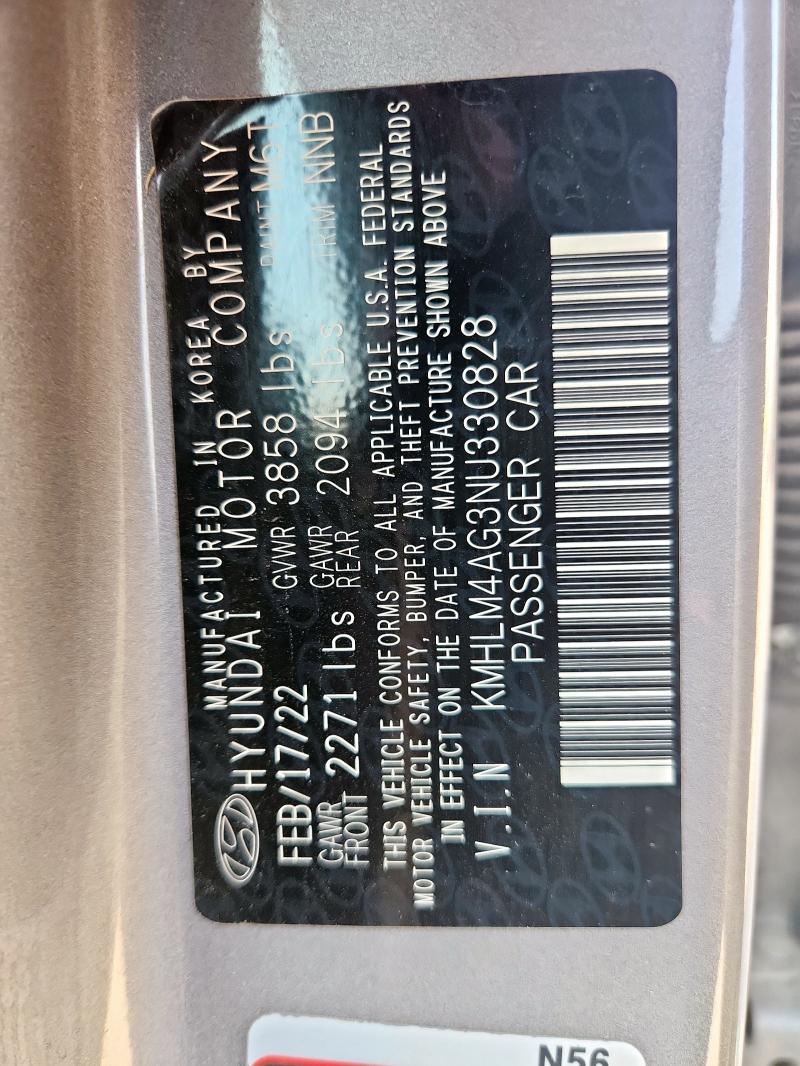 MANUFACTURED IN KOREA BY
HYUNDAI MOTOR COMPANY
FEB/17/22 GVWR 3858 lbs PAINT M6T
GAWR FRONT 2271 lbs GAWR REAR 2094 lbs TRIM NNB
THIS VEHICLE CONFORMS TO ALL APPLICABLE U.S.A. FEDERAL
MOTOR VEHICLE SAFETY, BUMPER, AND THEFT PREVENTION STANDARDS
IN EFFECT ON THE DATE OF MANUFACTURE SHOWN ABOVE
V.I.N KMHLM4AG3NU330828
PASSENGER CAR
N56